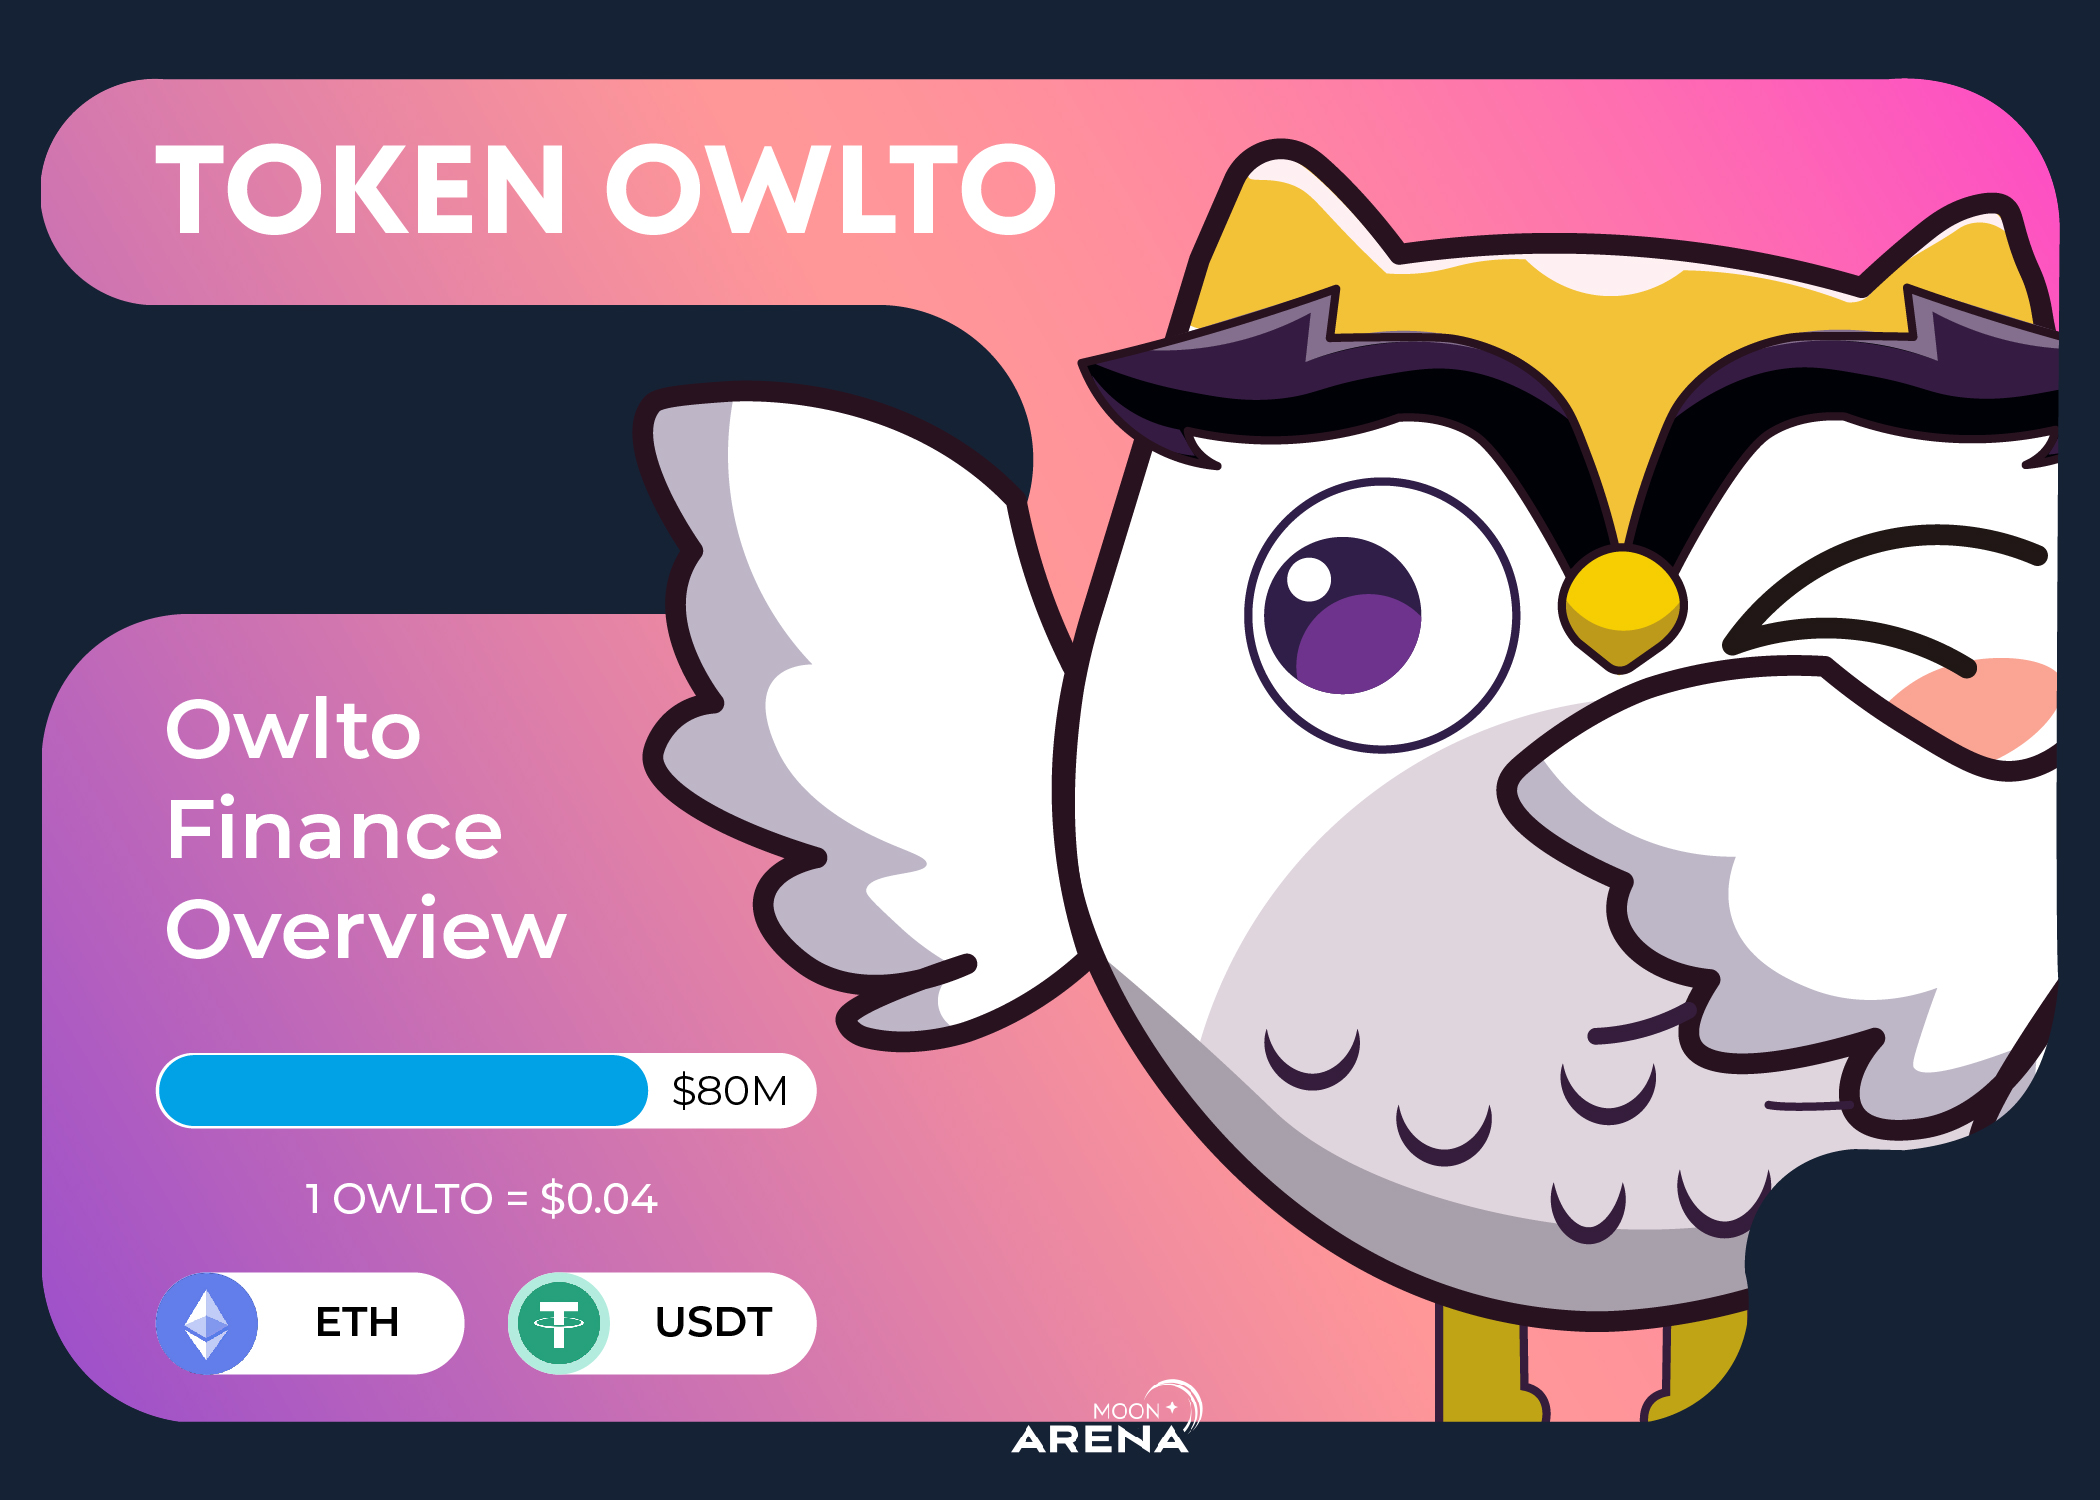 TOKEN OWLTO
Owlto
Finance
Overview
$80M
1 OWLTO = $0.04
ETH
USDT
MOON
ARENA